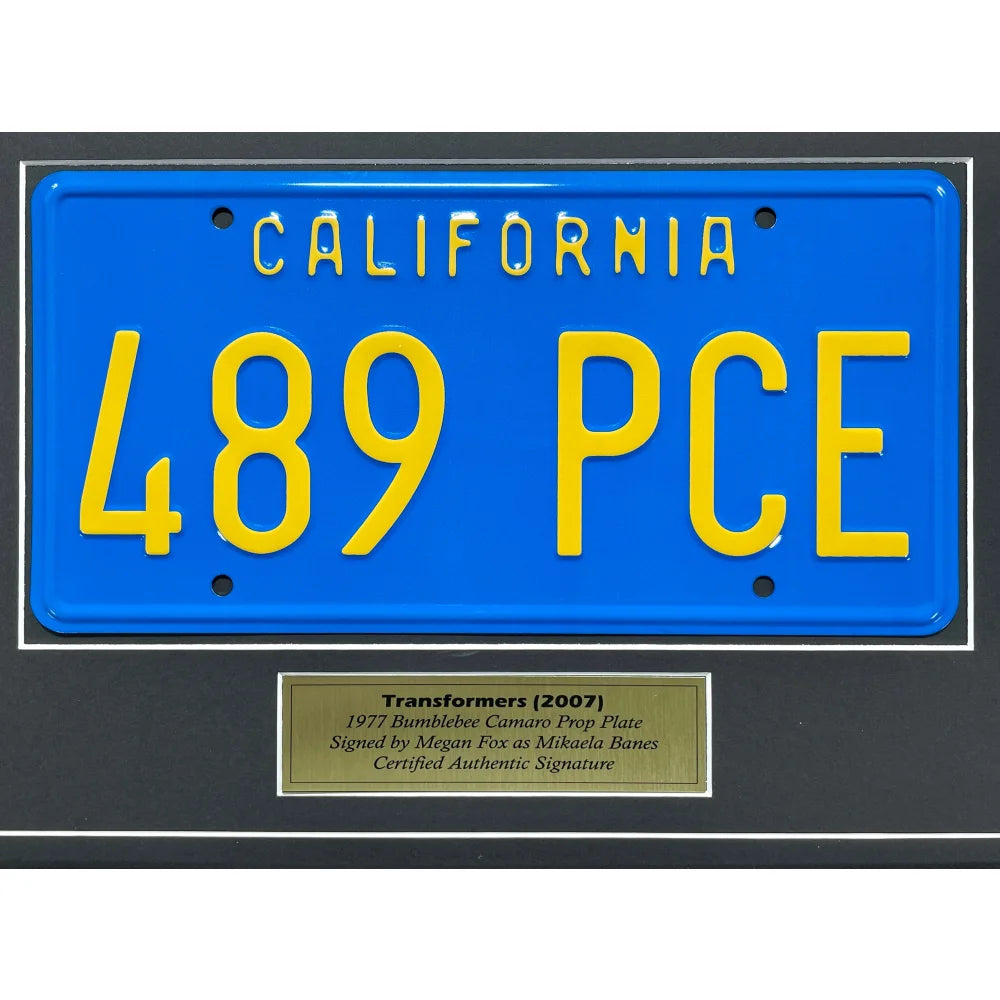 CALIFORNIA
489 PCE
Transformers (2007)
1977 Bumblebee Camaro Prop Plate
Signed by Megan Fox as Mikaela Banes
Certified Authentic Signature